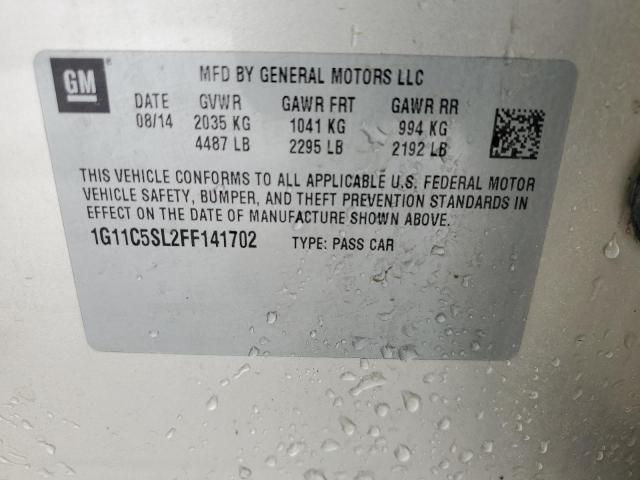 GM
MFD BY GENERAL MOTORS LLC
DATE GVWR GAWR FRT GAWR RR
08/14 2035 KG 1041 KG 994 KG
4487 LB 2295 LB 2192 LB
THIS VEHICLE CONFORMS TO ALL APPLICABLE U.S. FEDERAL MOTOR
VEHICLE SAFETY, BUMPER, AND THEFT PREVENTION STANDARDS IN
EFFECT ON THE DATE OF MANUFACTURE SHOWN ABOVE.
1G11C5SL2FF141702 TYPE: PASS CAR